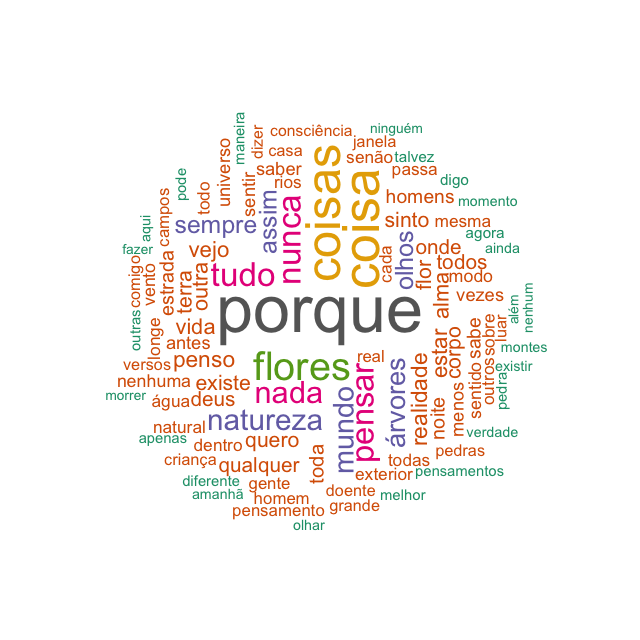 ninguém
consciência
maneira
dizer
janela
casa
senão
talvez
universo
saber
passa
pode
todo
sentir
rios
coisas
coisa
digo
homens
momento
aqui
campos
sempre
assim
nunca
sinto
mesma
agora
fazer
vejo
olhos
onde
ainda
comigo
vento
estrada
terra
outra
tudo
cada
flor
todos
alma
modo
vezes
além
nenhum
outras
longe
vida
porque
estar
corpo
sabe
sobre
luar
antes
montes
versos
penso
flores
real
existir
nenhuma
existe
nada
pensar
sentido
outros
pedra
morrer
água
deus
natureza
mundo
árvores
realidade
noite
menos
natural
apenas
dentro
quero
verdade
pedras
criança
qualquer
toda
todas
exterior
pensamentos
diferente
gente
doente
melhor
amanhã
homem
grande
pensamento
olhar